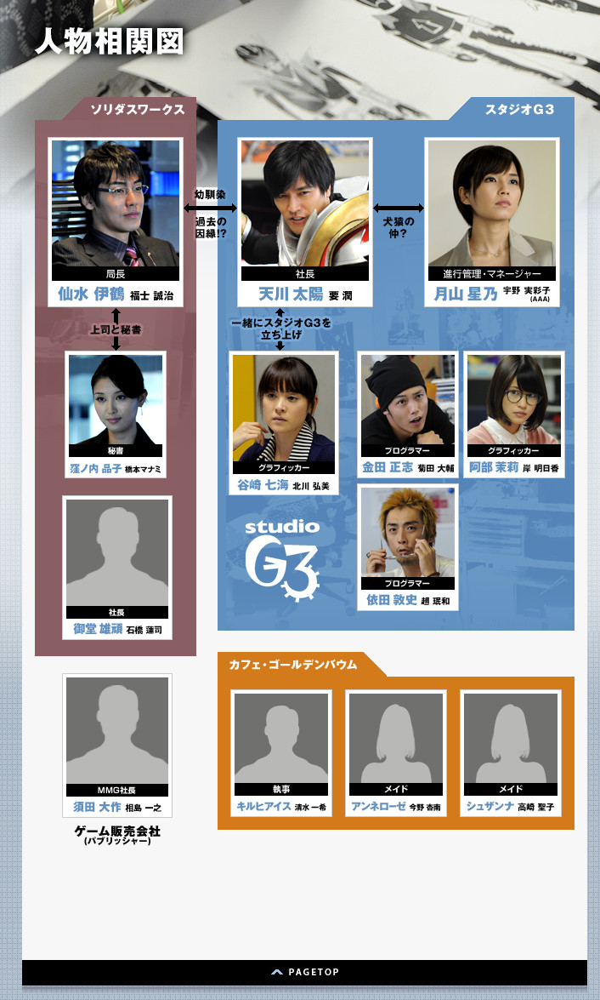 人物相関図
ソリダスワークス
局長
仙水 伊鶴 福士 誠治
幼馴染
過去の
因縁!?
上司と秘書
秘書
窪ノ内 品子 橋本マナミ
社長
御堂 雄頑 石橋 蓮司
MMG社長
須田 大作 相島 一之
ゲーム販売会社
(パブリッシャー)
スタジオG3
社長
天川 太陽 要 潤
犬猿の
仲?
進行管理・マネージャー
月山 星乃 宇野 実彩子
(AAA)
一緒にスタジオG3を
立ち上げ
グラフィッカー
谷崎 七海 北川 弘美
プログラマー
金田 正志 菊田 大輔
グラフィッカー
阿部 茉莉 岸 明日香
プログラマー
依田 敦史 趙 珉和
studio
G3
カフェ・ゴールデンバウム
執事
キルヒアイス 清水 一希
メイド
アンネローゼ 今野 杏南
メイド
シュザンナ 高崎 聖子
PAGETOP